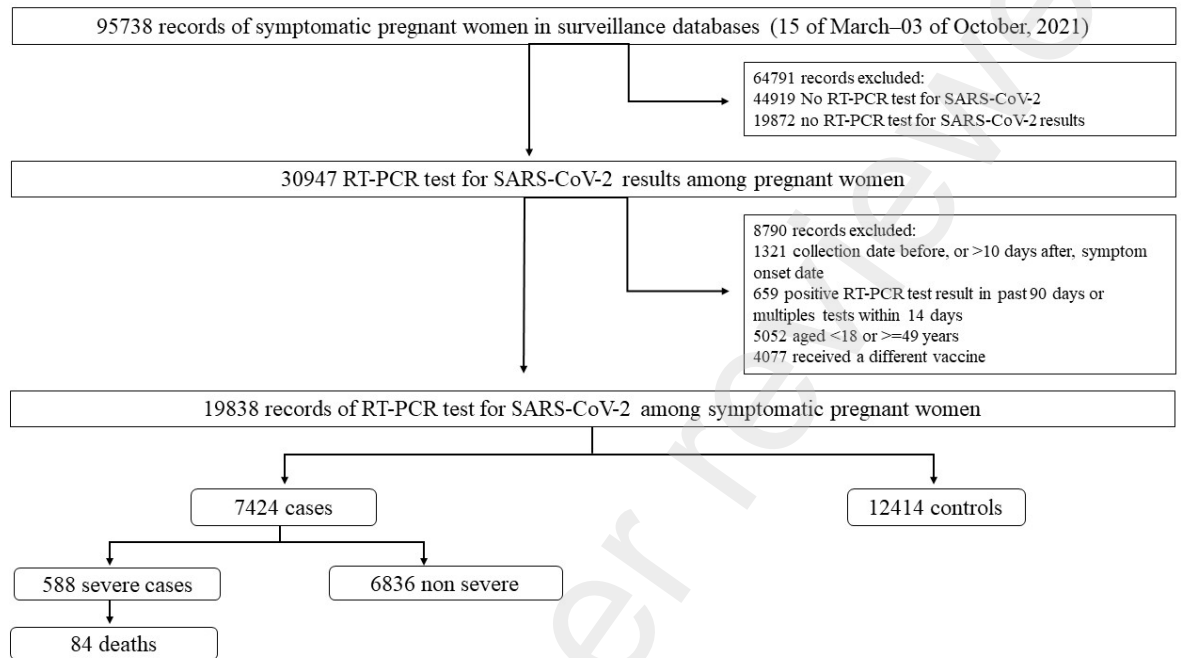 95738 records of symptomatic pregnant women in surveillance databases (15 of March–03 of October, 2021)
64791 records excluded:
44919 No RT-PCR test for SARS-CoV-2
19872 no RT-PCR test for SARS-CoV-2 results
30947 RT-PCR test for SARS-CoV-2 results among pregnant women
8790 records excluded:
1321 collection date before, or >10 days after, symptom
onset date
659 positive RT-PCR test result in past 90 days or
multiples tests within 14 days
5052 aged <18 or >=49 years
4077 received a different vaccine
19838 records of RT-PCR test for SARS-CoV-2 among symptomatic pregnant women
7424 cases
12414 controls
588 severe cases
6836 non severe
84 deaths
er reviewe